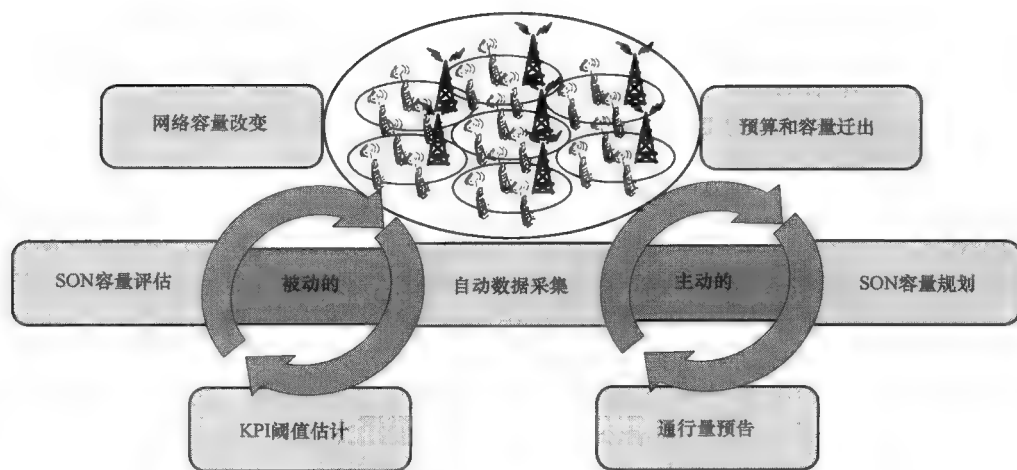 网络容量改变
预算和容量迁出
SON容量评估
被动的
自动数据采集
主动的
SON容量规划
KPI阈值估计
通行量预告